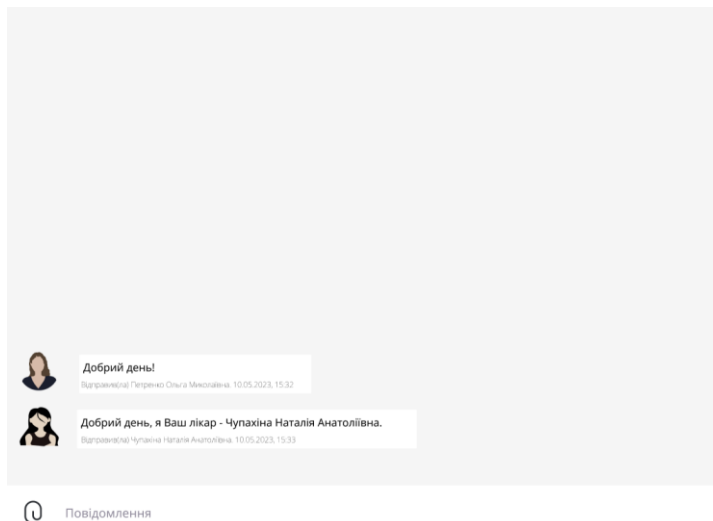 Добрий день!
Відправив(ла) Петренко Ольга Миколаївна. 10.05.2023, 15:32
Добрий день, я Ваш лікар - Чупахіна Наталія Анатоліївна.
Відправив(ла) Чупахіна Наталія Анатоліївна. 10.05.2023, 15:33
Повідомлення